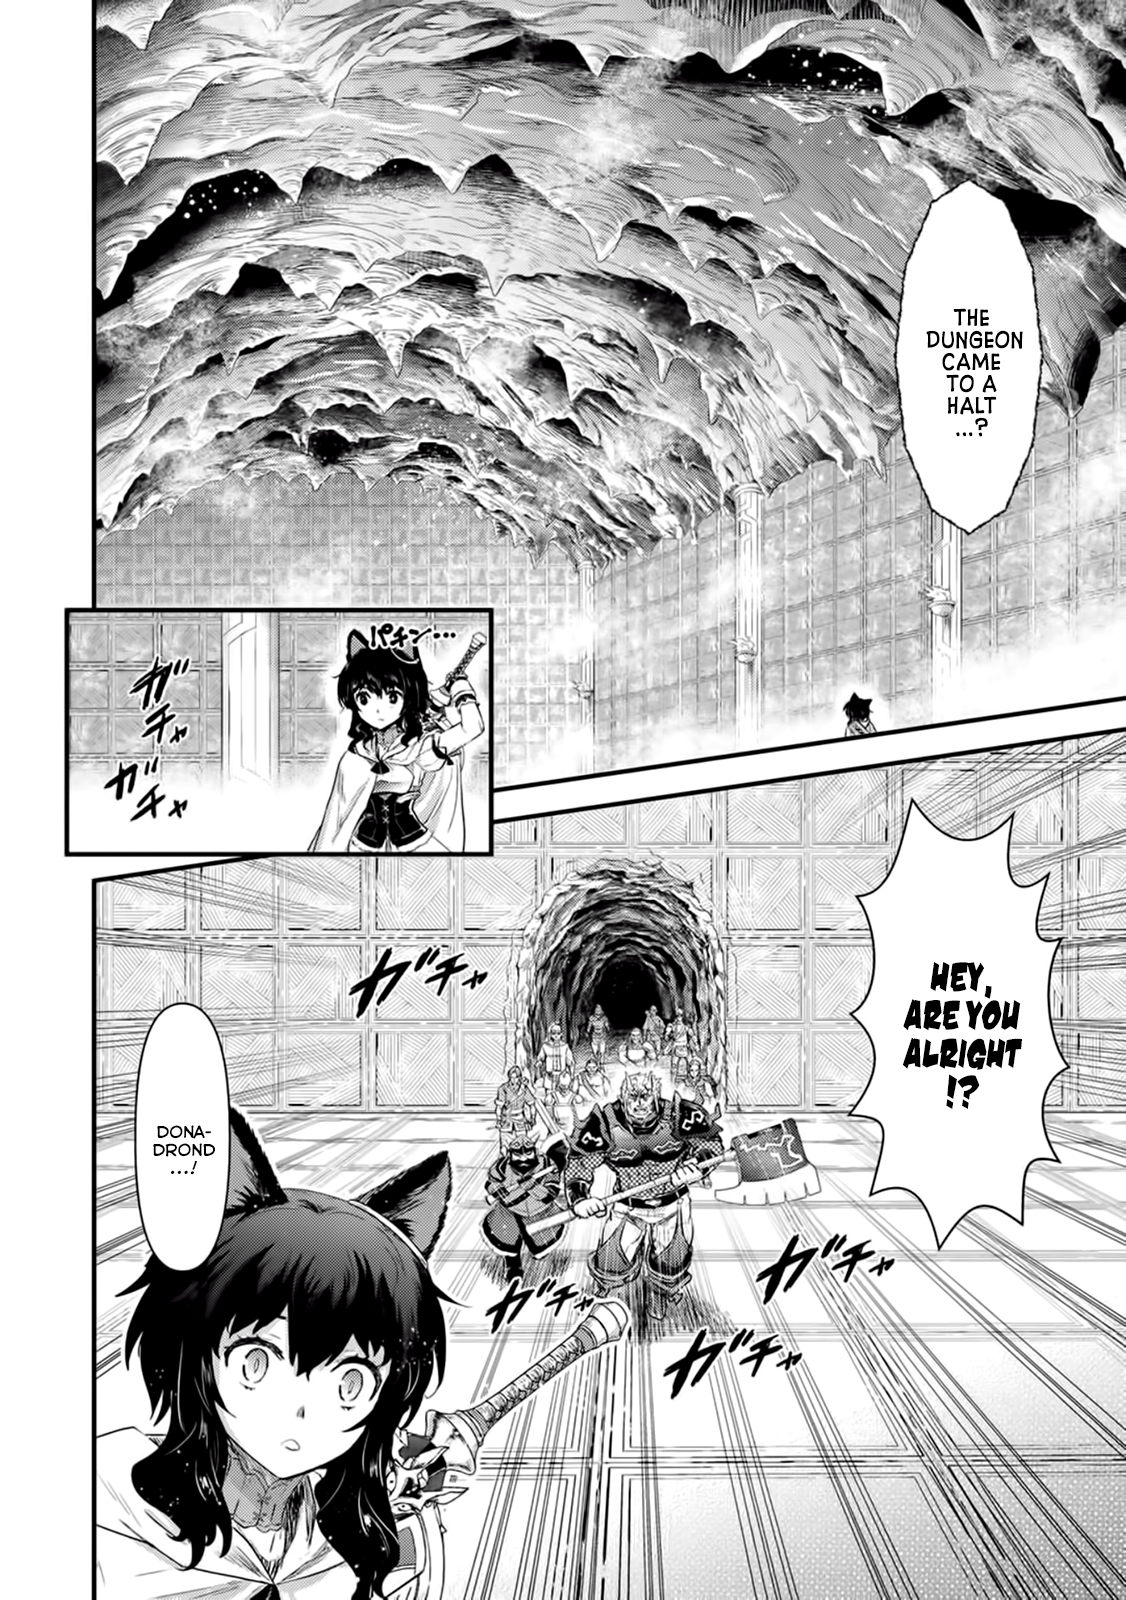 THE
DUNGEON
CAME
TO A
HALT
...?
パチン…
ガチャ
ガチャ
HEY,
ARE YOU
ALRIGHT
!?
ガチャ
ガチャ
ガチャ
ガチャ
DONA-
DROND
...!